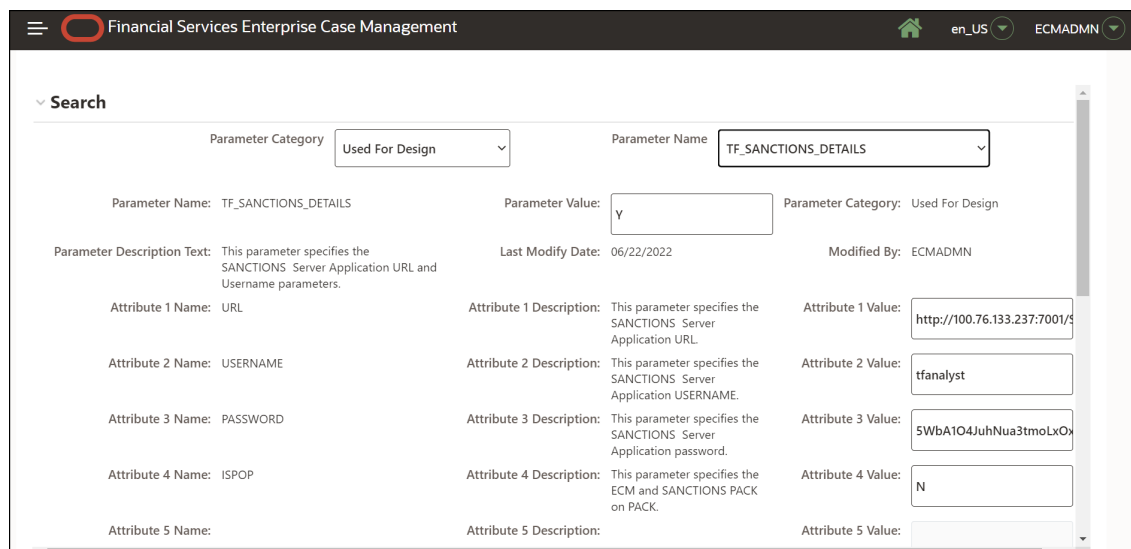 Financial Services Enterprise Case Management en_US ECMADMN
Search
Parameter Category Used For Design Parameter Name TF_SANCTIONS_DETAILS
Parameter Name: TF_SANCTIONS_DETAILS Parameter Value: Y Parameter Category: Used For Design
Parameter Description Text: This parameter specifies the Last Modify Date: 06/22/2022 Modified By: ECMADMN
SANCTIONS Server Application URL and
Username parameters.
Attribute 1 Name: URL Attribute 1 Description: This parameter specifies the Attribute 1 Value: http://100.76.133.237:7001/S
SANCTIONS Server
Application URL.
Attribute 2 Name: USERNAME Attribute 2 Description: This parameter specifies the Attribute 2 Value: tfanalyst
SANCTIONS Server
Application USERNAME.
Attribute 3 Name: PASSWORD Attribute 3 Description: This parameter specifies the Attribute 3 Value: 5WbA1O4JuhNua3tmoLxOx
SANCTIONS Server
Application password.
Attribute 4 Name: ISPOP Attribute 4 Description: This parameter specifies the Attribute 4 Value: N
ECM and SANCTIONS PACK
on PACK.
Attribute 5 Name: Attribute 5 Description: Attribute 5 Value: